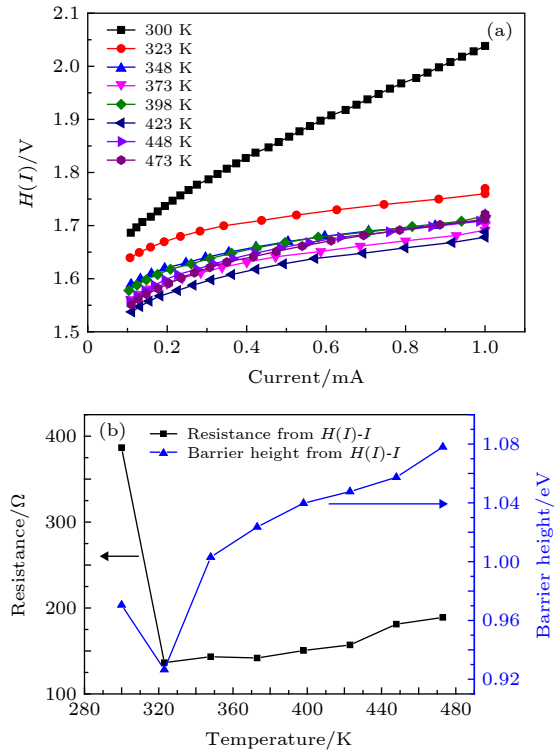 (a)
300 K
323 K
348 K
373 K
398 K
423 K
448 K
473 K
2.1
2.0
1.9
1.8
1.7
1.6
1.5
H(I)/V
0 0.2 0.4 0.6 0.8 1.0
Current/mA
(b)
Resistance from H(I)-I
Barrier height from H(I)-I
400
300
200
100
Resistance/Ω
1.08
1.04
1.00
0.96
0.92
Barrier height/eV
280 320 360 400 440 480
Temperature/K